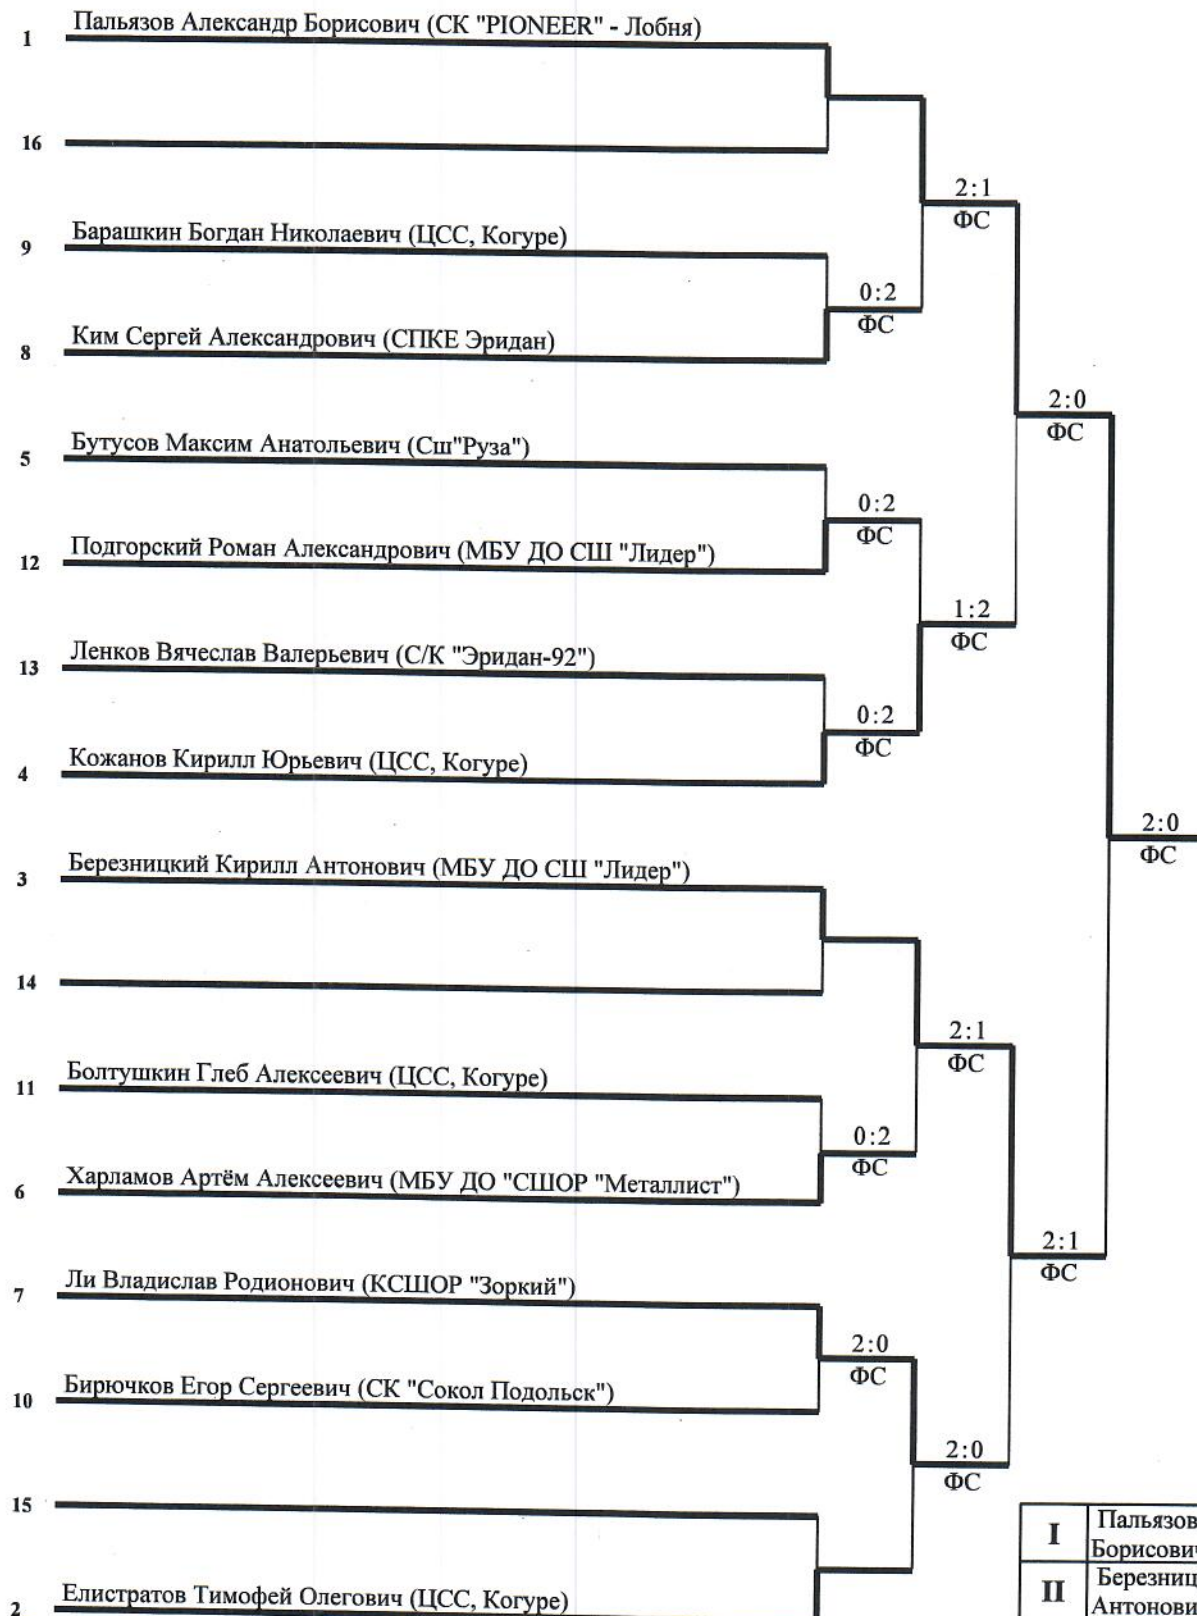 Пальязов Александр Борисович (СК "PIONEER" - Лобня)
1
16
2:1
ФС
Барашкин Богдан Николаевич (ЦСС, Когуре)
9
0:2
ФС
Ким Сергей Александрович (СПКЕ Эридан)
8
2:0
ФС
Бутусов Максим Анатольевич (Сш"Руза")
5
0:2
ФС
Подгорский Роман Александрович (МБУ ДО СШ "Лидер")
12
1:2
ФС
Ленков Вячеслав Валерьевич (С/К "Эридан-92")
13
0:2
ФС
Кожанов Кирилл Юрьевич (ЦСС, Когуре)
4
2:0
ФС
Березницкий Кирилл Антонович (МБУ ДО СШ "Лидер")
3
14
2:1
ФС
Болтушкин Глеб Алексеевич (ЦСС, Когуре)
11
0:2
ФС
Харламов Артём Алексеевич (МБУ ДО "СШОР "Металлист")
6
2:1
ФС
Ли Владислав Родионович (КСШОР "Зоркий")
7
2:0
ФС
Бирючков Егор Сергеевич (СК "Сокол Подольск")
10
2:0
ФС
15
I Пальязов
Борисович
II Березниц
Антонови
Елистратов Тимофей Олегович (ЦСС, Когуре)
2